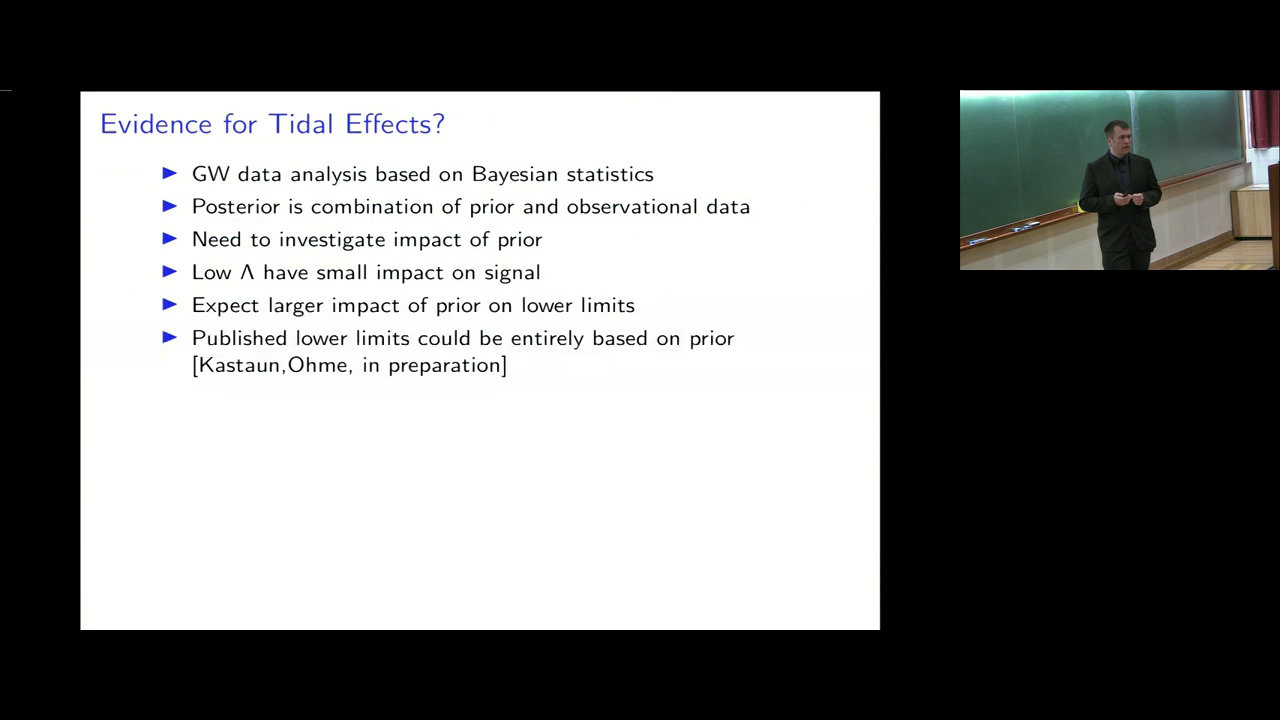 Evidence for Tidal Effects?
GW data analysis based on Bayesian statistics
Posterior is combination of prior and observational data
Need to investigate impact of prior
Low Λ have small impact on signal
Expect larger impact of prior on lower limits
Published lower limits could be entirely based on prior
[Kastaun,Ohme, in preparation]